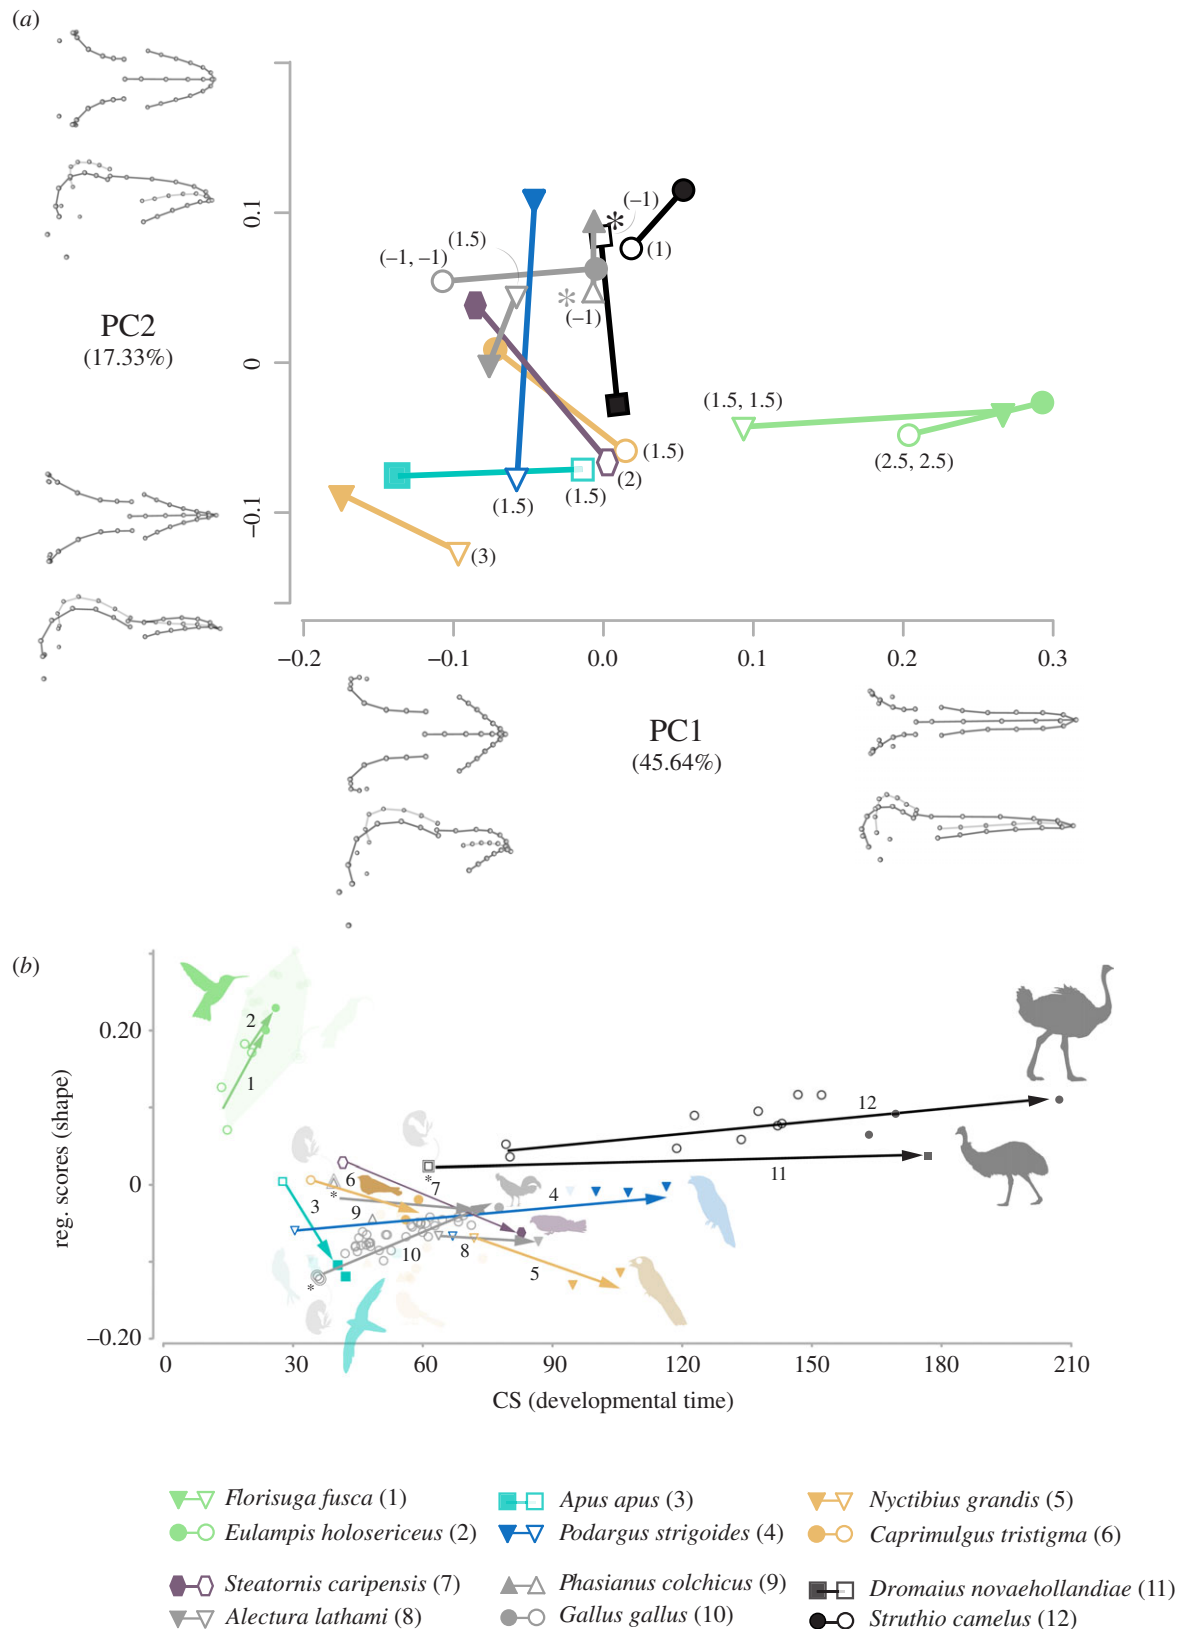 (a)
0.1
(–1)
(1.5)
(–1, –1)
(1)
*
*
(–1)
PC2
(17.33%)
0
(1.5, 1.5)
(1.5)
(2)
(2.5, 2.5)
(1.5)
(1.5)
–0.1
(3)
–0.2
–0.1
0.0
0.1
0.2
0.3
PC1
(45.64%)
(b)
0.20
2
1
12
reg. scores (shape)
0
*
6
7
11
*
3
4
9
8
10
5
*
–0.20
0
30
60
90
120
150
180
210
CS (developmental time)
Florisuga fusca (1)
Apus apus (3)
Nyctibius grandis (5)
Eulampis holosericeus (2)
Podargus strigoides (4)
Caprimulgus tristigma (6)
Steatornis caripensis (7)
Phasianus colchicus (9)
Dromaius novaehollandiae (11)
Alectura lathami (8)
Gallus gallus (10)
Struthio camelus (12)